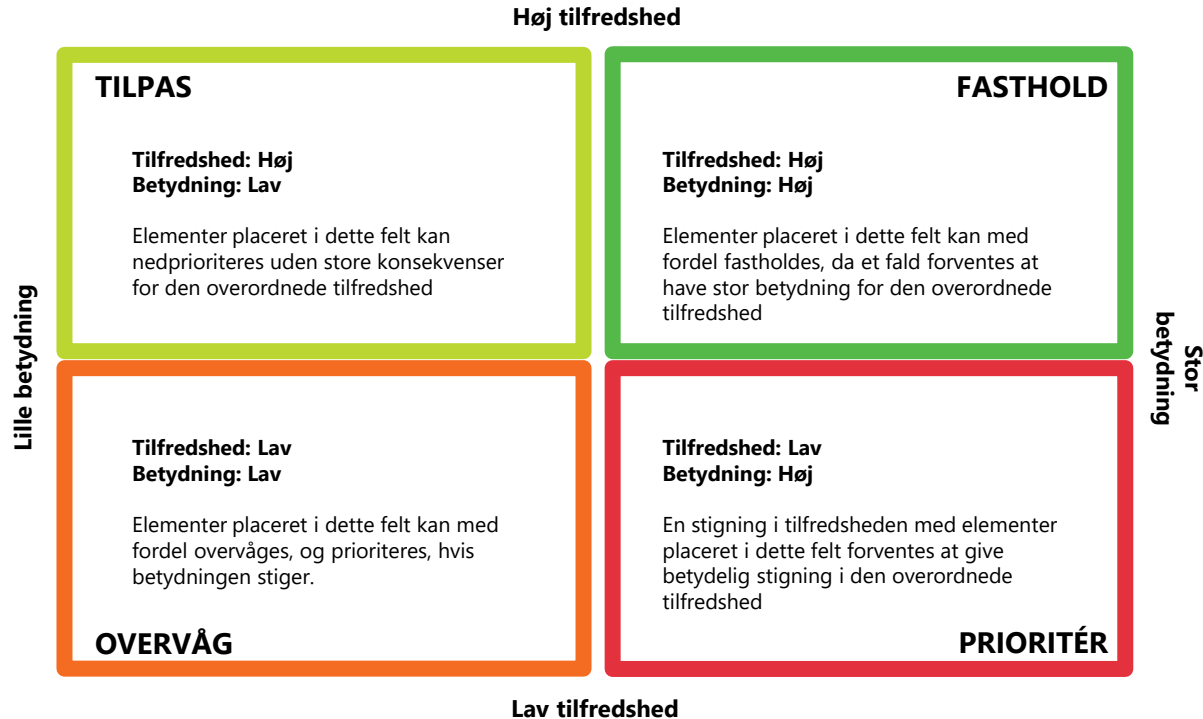 Høj tilfredshed
TILPAS
Tilfredshed: Høj
Betydning: Lav
Elementer placeret i dette felt kan
nedprioriteres uden store konsekvenser
for den overordnede tilfredshed
FASTHOLD
Tilfredshed: Høj
Betydning: Høj
Elementer placeret i dette felt kan med
fordel fastholdes, da et fald forventes at
have stor betydning for den overordnede
tilfredshed
Lille betydning
Stor
betydning
Tilfredshed: Lav
Betydning: Lav
Elementer placeret i dette felt kan med
fordel overvåges, og prioriteres, hvis
betydningen stiger.
OVERVÅG
Tilfredshed: Lav
Betydning: Høj
En stigning i tilfredsheden med elementer
placeret i dette felt forventes at give
betydelig stigning i den overordnede
tilfredshed
PRIORITÉR
Lav tilfredshed